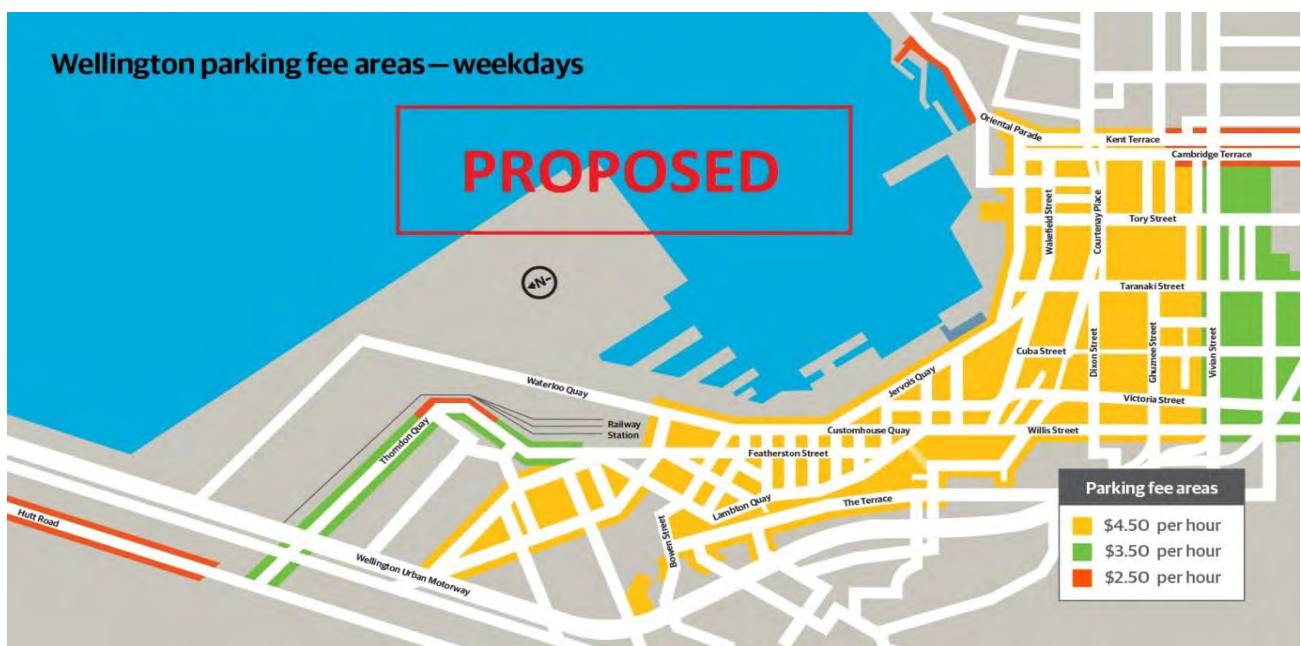 Wellington parking fee areas – weekdays
PROPOSED
N
Oriental Parade
Kent Terrace
Cambridge Terrace
Wakefield Street
Courtenay Place
Tory Street
Taranaki Street
Cuba Street
Dixon Street
Ghuznee Street
Vivian Street
Jervois Quay
Victoria Street
Waterloo Quay
Customhouse Quay
Willis Street
Railway
Station
Featherston Street
Thorndon Quay
Lambton Quay
The Terrace
Bowen Street
Hutt Road
Wellington Urban Motorway
Parking fee areas
$4.50 per hour
$3.50 per hour
$2.50 per hour